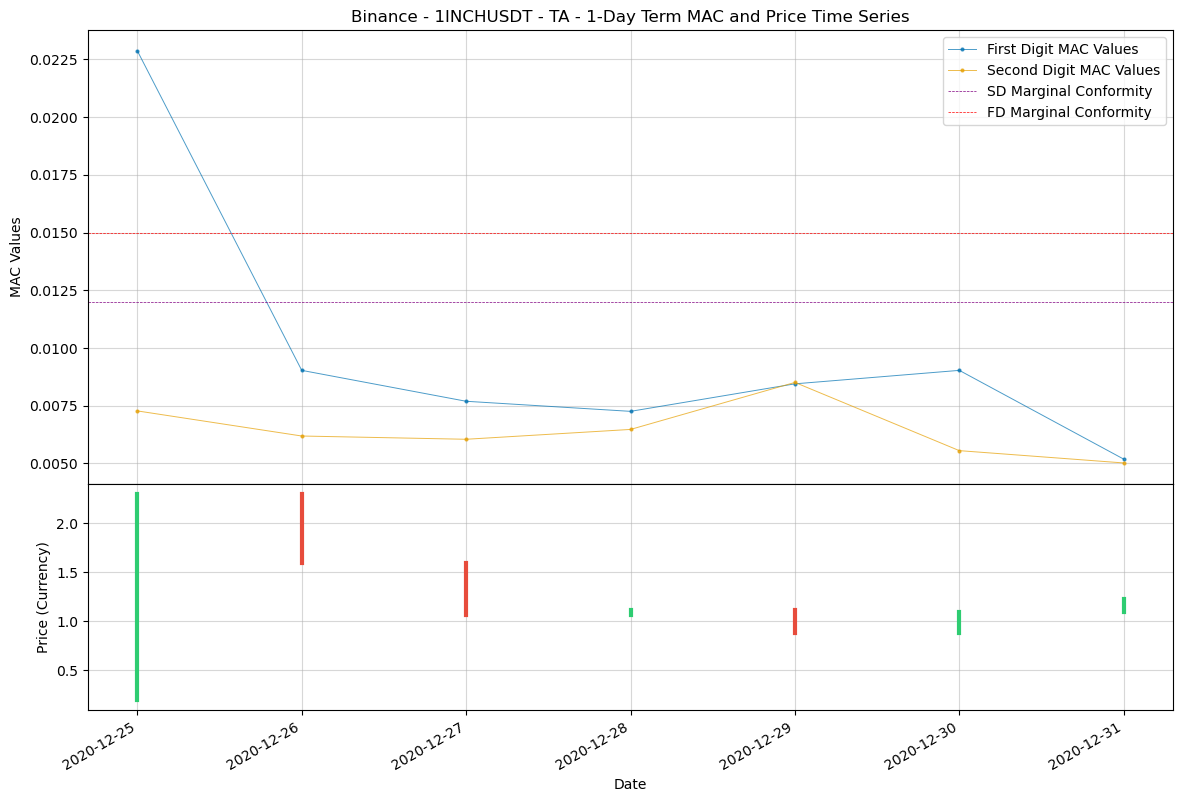 Binance - 1INCHUSDT - TA - 1-Day Term MAC and Price Time Series
First Digit MAC Values
Second Digit MAC Values
SD Marginal Conformity
FD Marginal Conformity
MAC Values
0.0225
0.0200
0.0175
0.0150
0.0125
0.0100
0.0075
0.0050
Price (Currency)
2.0
1.5
1.0
0.5
2020-12-25
2020-12-26
2020-12-27
2020-12-28
2020-12-29
2020-12-30
2020-12-31
Date